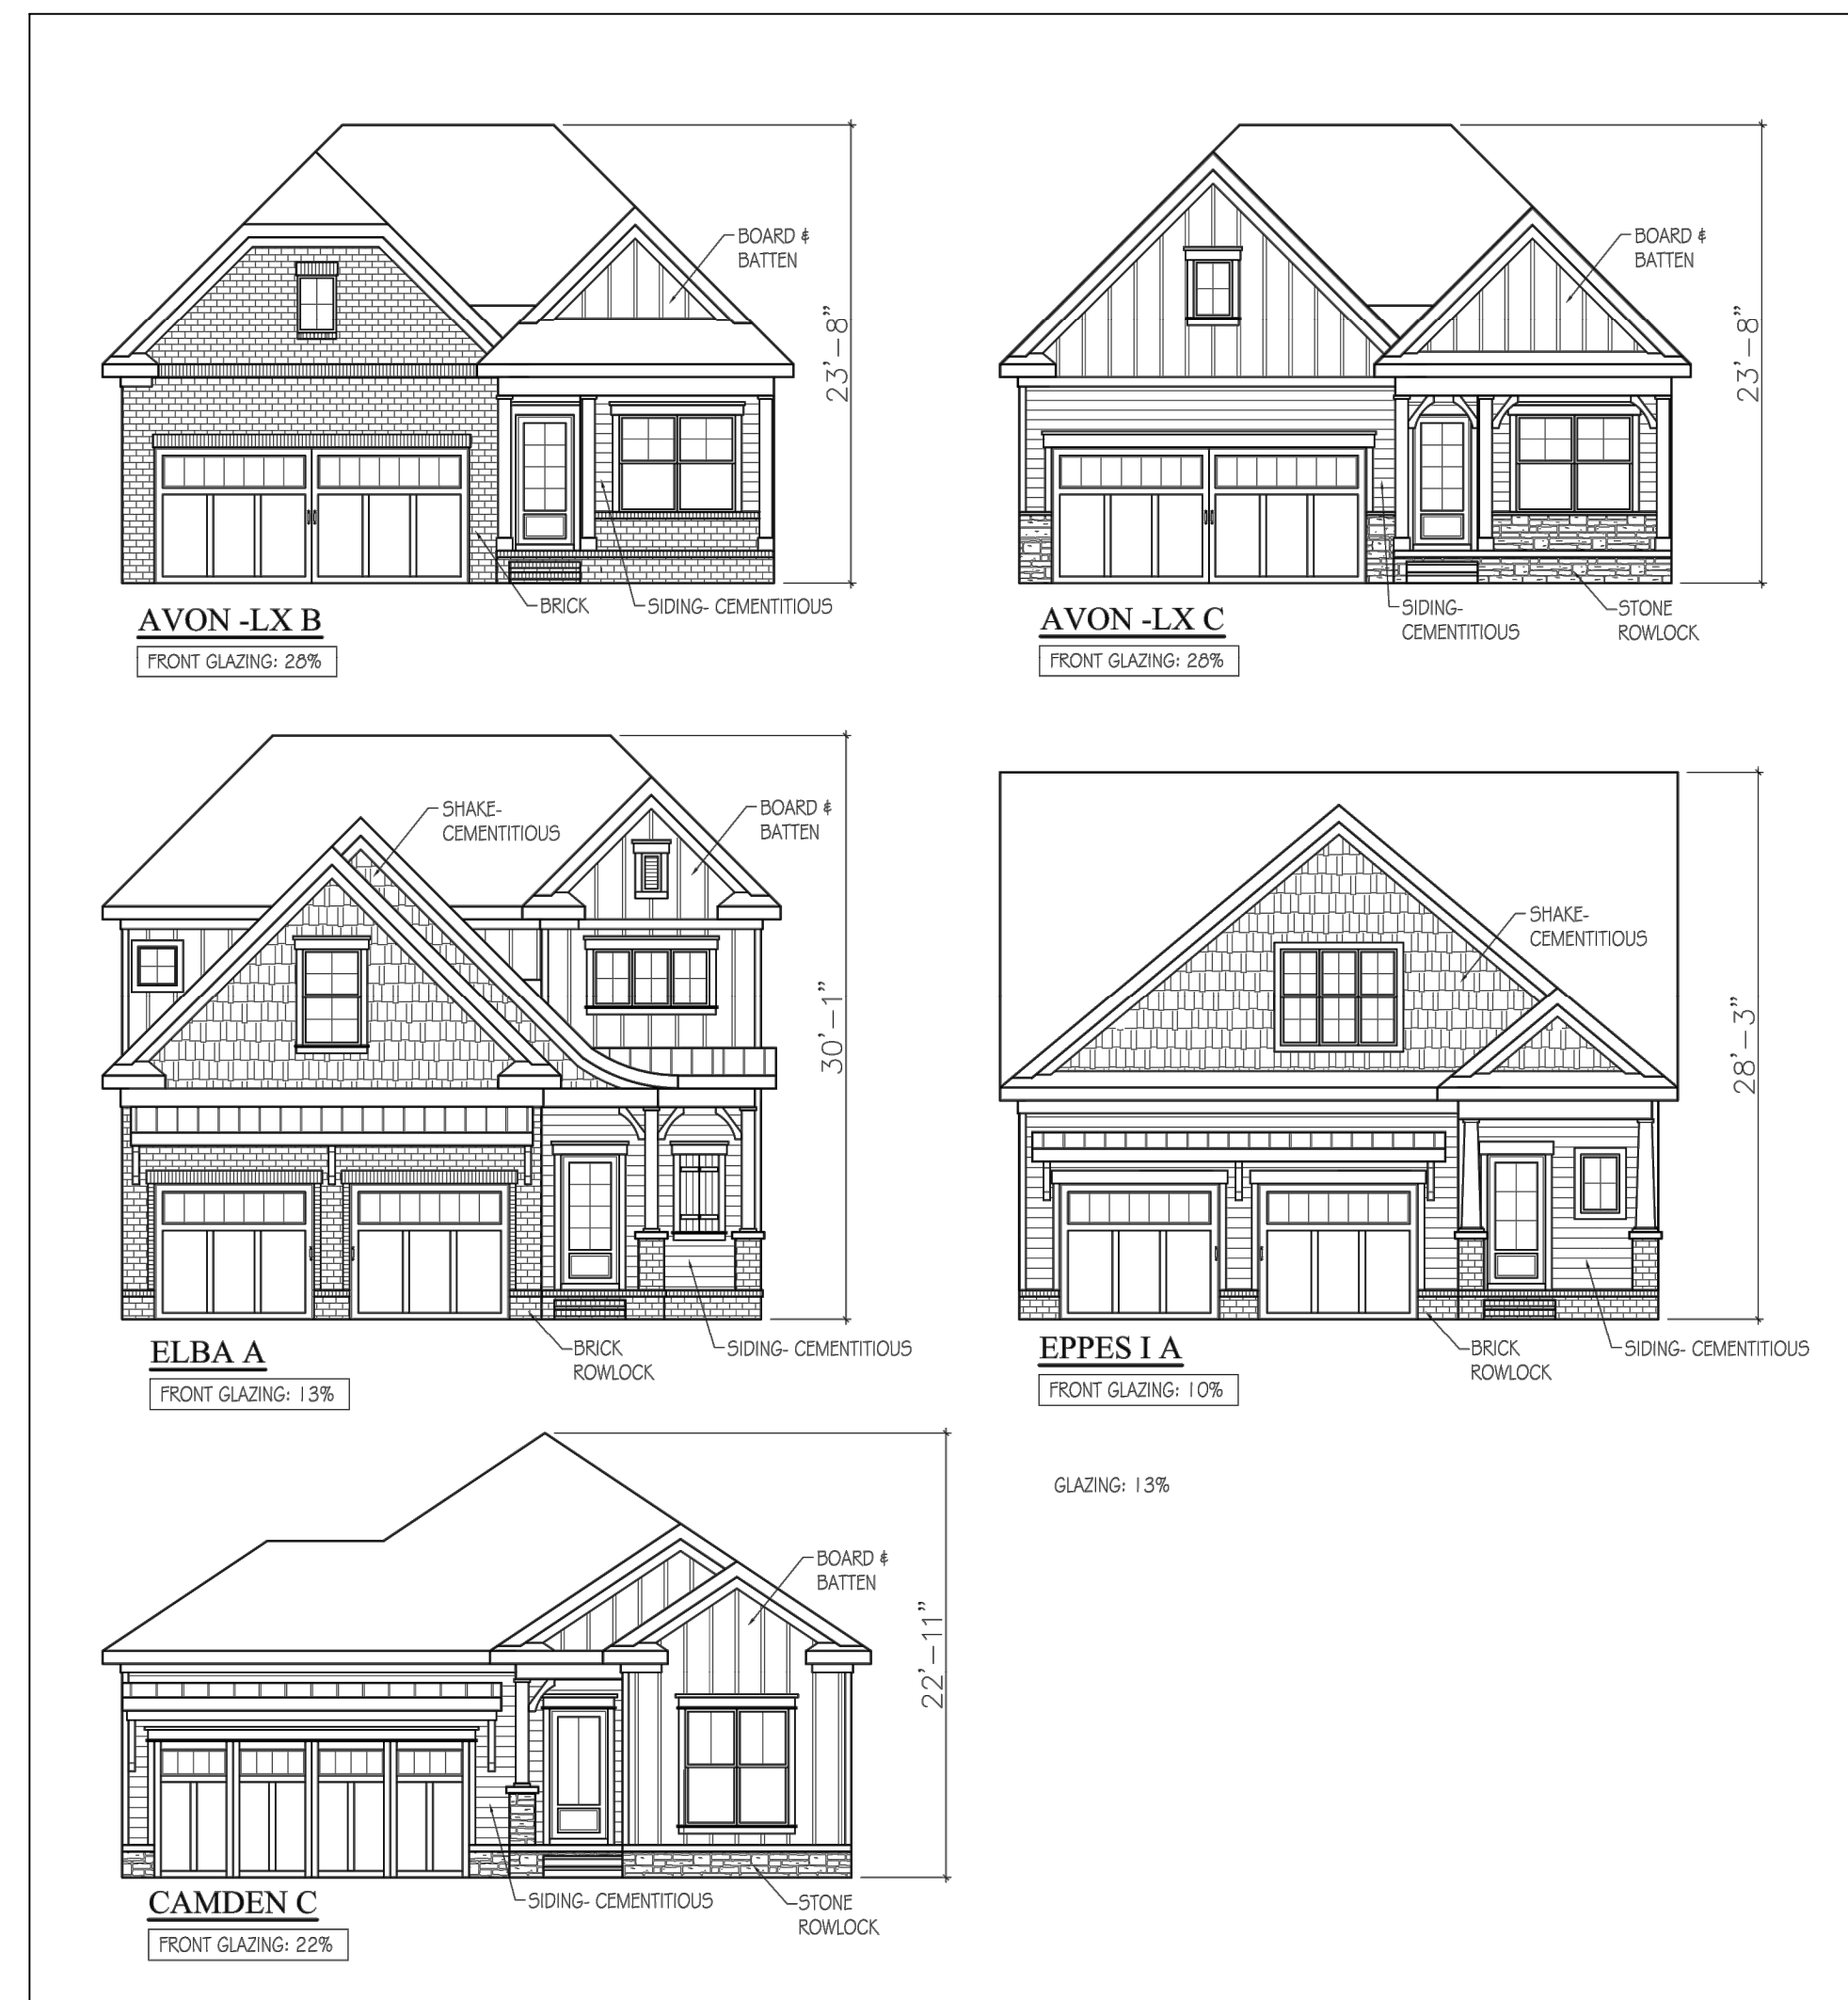 BOARD &
BATTEN
23'-8"
BRICK
SIDING- CEMENTITIOUS
AVON -LX B
FRONT GLAZING: 28%
BOARD &
BATTEN
23'-8"
SIDING-
CEMENTITIOUS
STONE
ROWLOCK
AVON -LX C
FRONT GLAZING: 28%
SHAKE-
CEMENTITIOUS
BOARD &
BATTEN
30'-1"
BRICK
ROWLOCK
SIDING- CEMENTITIOUS
ELBA A
FRONT GLAZING: 13%
SHAKE-
CEMENTITIOUS
28'-3"
BRICK
ROWLOCK
SIDING- CEMENTITIOUS
EPPES I A
FRONT GLAZING: 10%
GLAZING: 13%
BOARD &
BATTEN
22'-11"
SIDING- CEMENTITIOUS
STONE
ROWLOCK
CAMDEN C
FRONT GLAZING: 22%